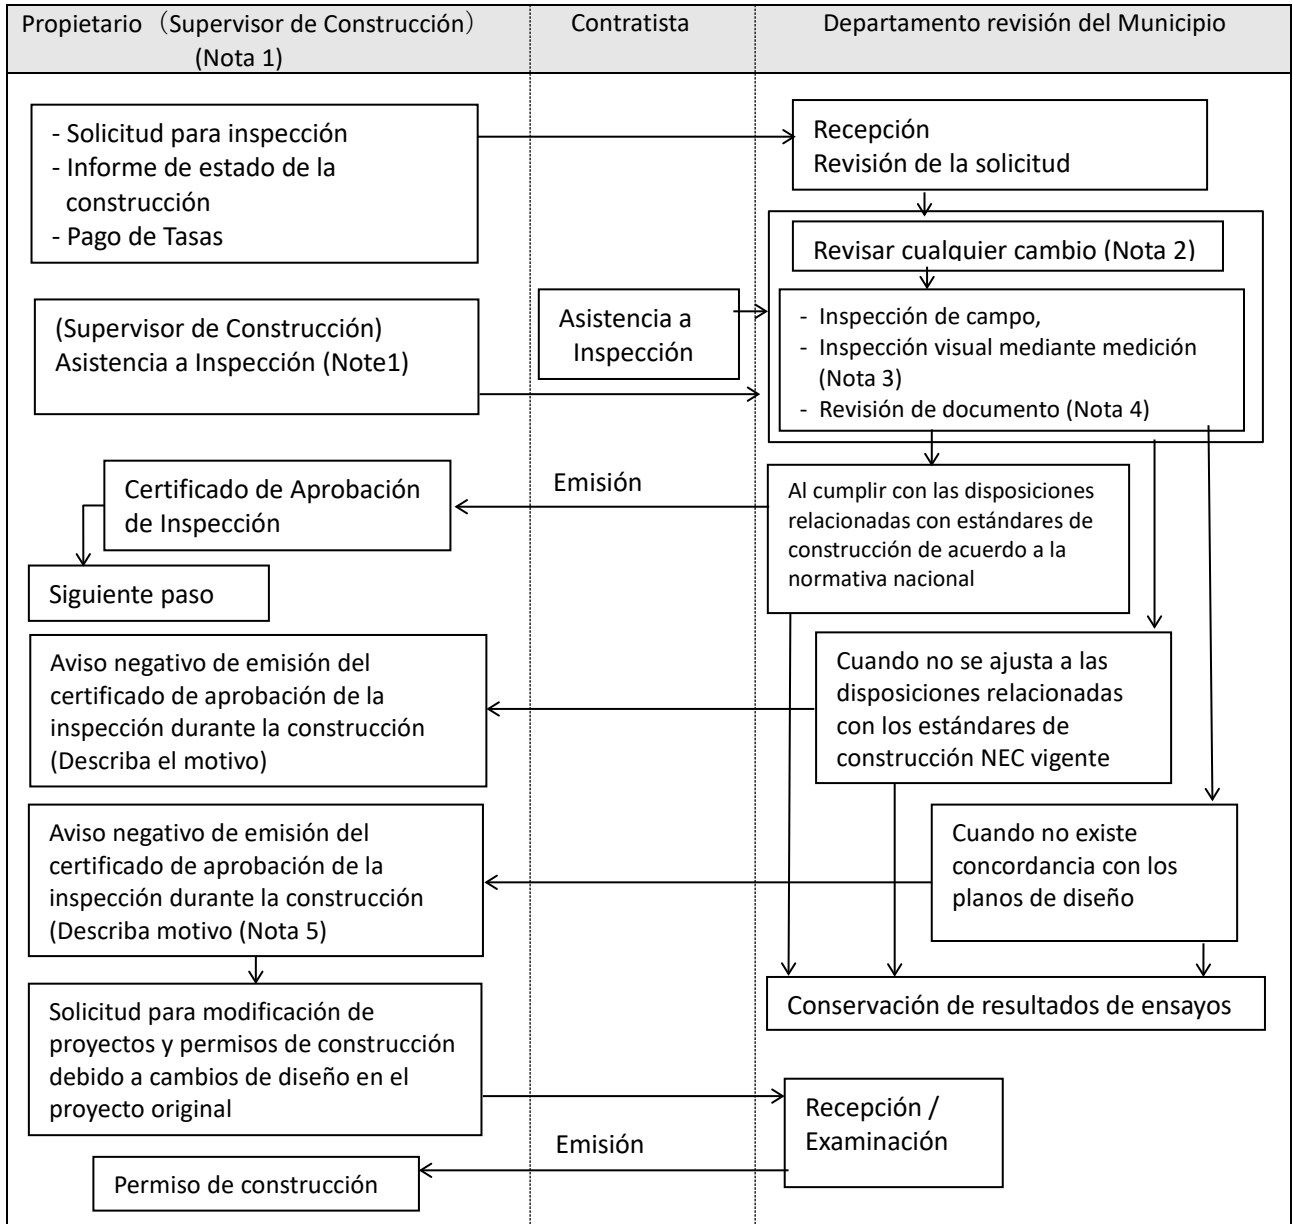 Propietario （Supervisor de Construcción）
(Nota 1)
Contratista
Departamento revisión del Municipio
- Solicitud para inspección
- Informe de estado de la
construcción
- Pago de Tasas
Recepción
Revisión de la solicitud
Revisar cualquier cambio (Nota 2)
(Supervisor de Construcción)
Asistencia a Inspección (Note1)
Asistencia a
Inspección
- Inspección de campo,
- Inspección visual mediante medición
(Nota 3)
- Revisión de documento (Nota 4)
Certificado de Aprobación
de Inspección
Emisión
Al cumplir con las disposiciones
relacionadas con estándares de
construcción de acuerdo a la
normativa nacional
Siguiente paso
Aviso negativo de emisión del
certificado de aprobación de la
inspección durante la construcción
(Describa el motivo)
Cuando no se ajusta a las
disposiciones relacionadas
con los estándares de
construcción NEC vigente
Aviso negativo de emisión del
certificado de aprobación de la
inspección durante la construcción
(Describa motivo (Nota 5)
Cuando no existe
concordancia con los
planos de diseño
Conservación de resultados de ensayos
Solicitud para modificación de
proyectos y permisos de construcción
debido a cambios de diseño en el
proyecto original
Recepción /
Examinación
Emisión
Permiso de construcción